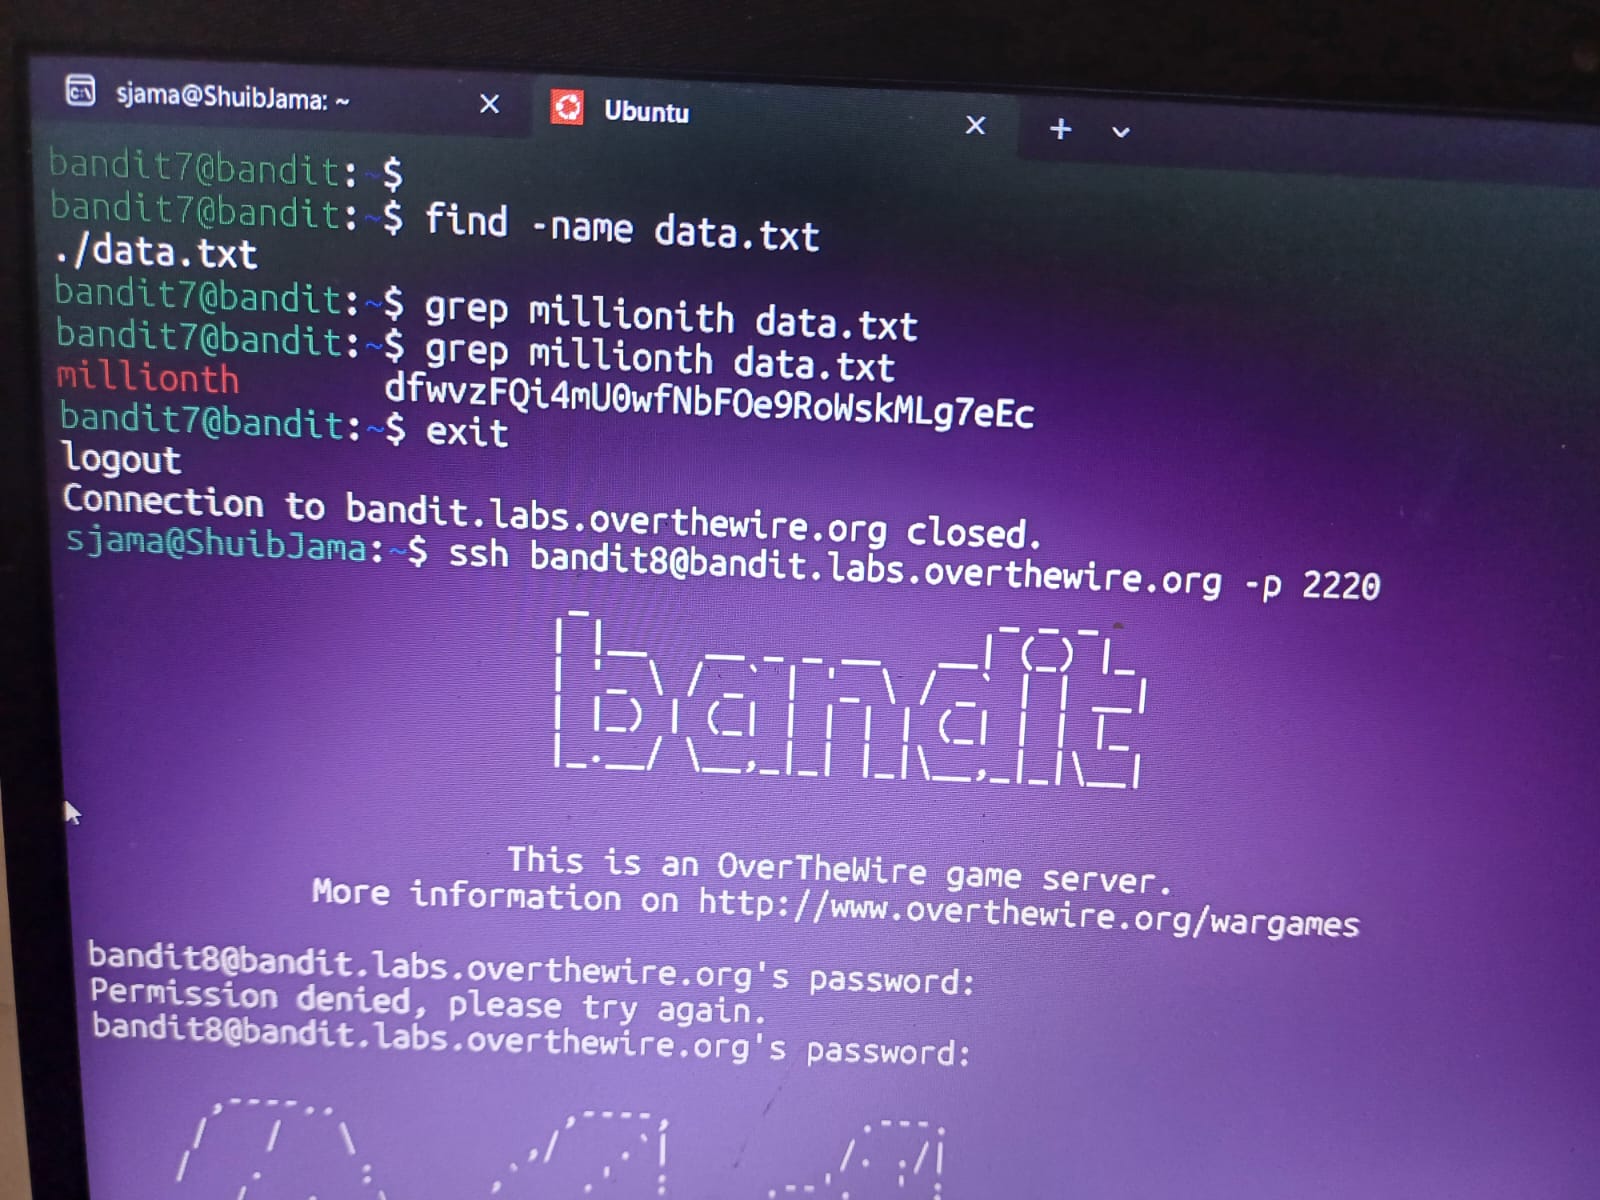 sjama@ShuibJama: ~
Ubuntu
bandit7@bandit:~$
bandit7@bandit:~$ find -name data.txt
./data.txt
bandit7@bandit:~$ grep millionith data.txt
bandit7@bandit:~$ grep millionth data.txt
millionth dfwvzFQi4mU0wfNbFOe9RoWskMLg7eEc
bandit7@bandit:~$ exit
logout
Connection to bandit.labs.overthewire.org closed.
sjama@ShuibJama:~$ ssh bandit8@bandit.labs.overthewire.org -p 2220
bandit
This is an OverTheWire game server.
More information on http://www.overthewire.org/wargames
bandit8@bandit.labs.overthewire.org's password:
Permission denied, please try again.
bandit8@bandit.labs.overthewire.org's password: